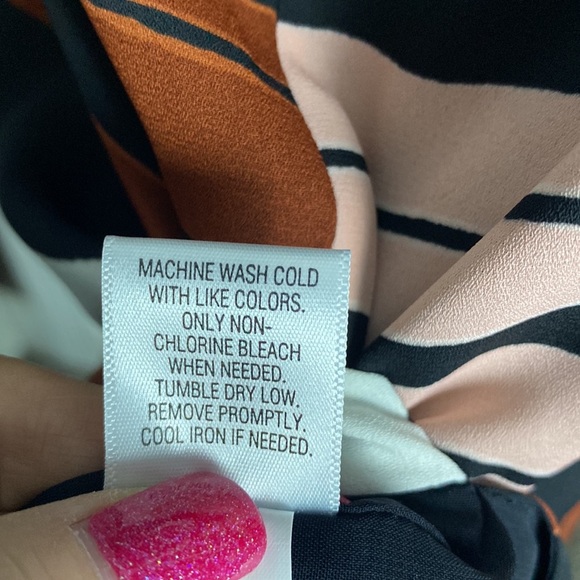 MACHINE WASH COLD
WITH LIKE COLORS.
ONLY NON-
CHLORINE BLEACH
WHEN NEEDED.
TUMBLE DRY LOW.
REMOVE PROMPTLY.
COOL IRON IF NEEDED.